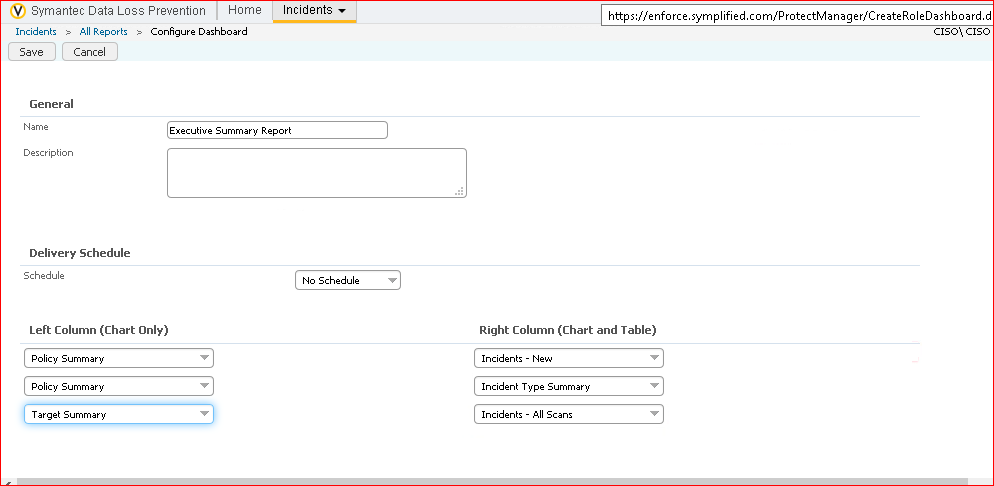 Symantec Data Loss Prevention Home Incidents https://enforce.symplified.com/ProtectManager/CreateRoleDashboard.d
Incidents > All Reports > Configure Dashboard CISO\ CISO
Save Cancel
General
Name Executive Summary Report
Description
Delivery Schedule
Schedule No Schedule
Left Column (Chart Only) Right Column (Chart and Table)
Policy Summary Incidents - New
Policy Summary Incident Type Summary
Target Summary Incidents - All Scans